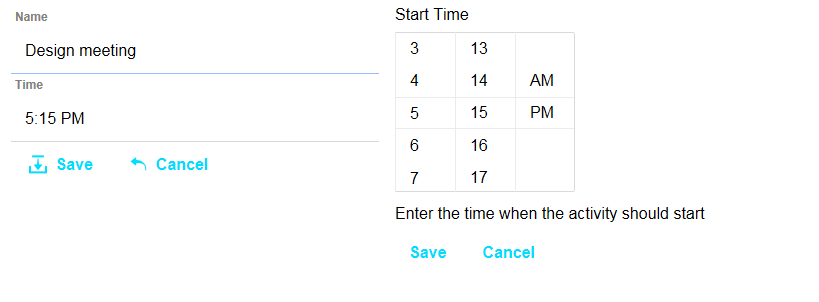 Name
Design meeting
Time
5:15 PM
Save Cancel
Start Time
3 13
4 14 AM
5 15 PM
6 16
7 17
Enter the time when the activity should start
Save Cancel